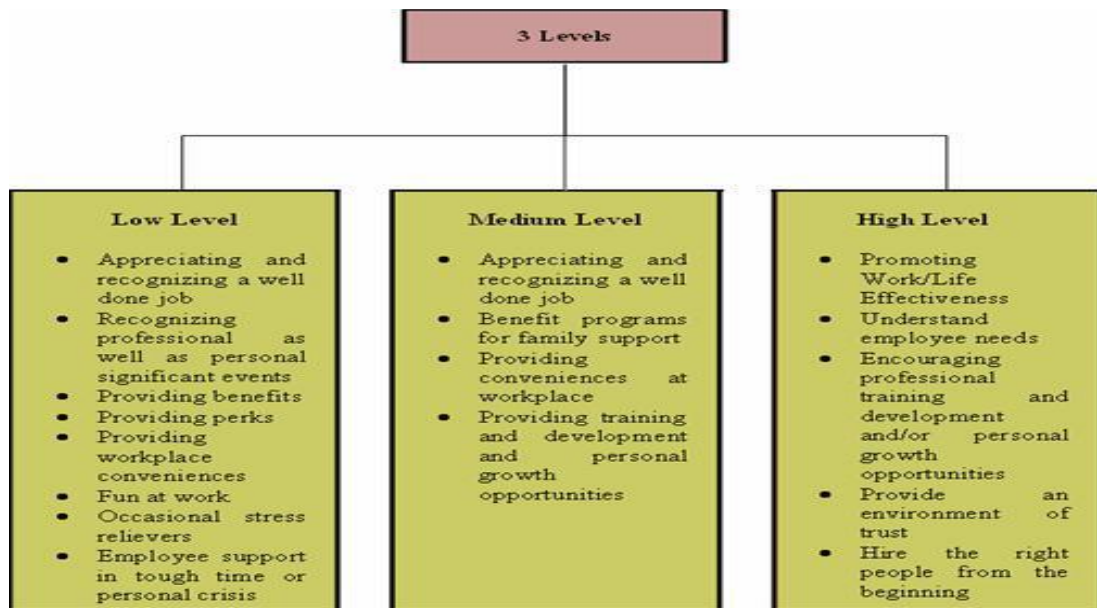 3 Levels
Low Level
• Appreciating and
recognizing a well
done job
• Recognizing
professional as
well as personal
significant events
• Providing benefits
• Providing perks
• Providing
workplace
conveniences
• Fun at work
• Occasional stress
relievers
• Employee support
in tough time or
personal crisis
Medium Level
• Appreciating and
recognizing a well
done job
• Benefit programs
for family support
• Providing
conveniences at
workplace
• Providing training
and development
and personal
growth
opportunities
High Level
• Promoting
Work/Life
Effectiveness
• Understand
employee needs
• Encouraging
professional
training and
development
and/or personal
growth
opportunities
• Provide an
environment of
trust
• Hire the right
people from the
beginning